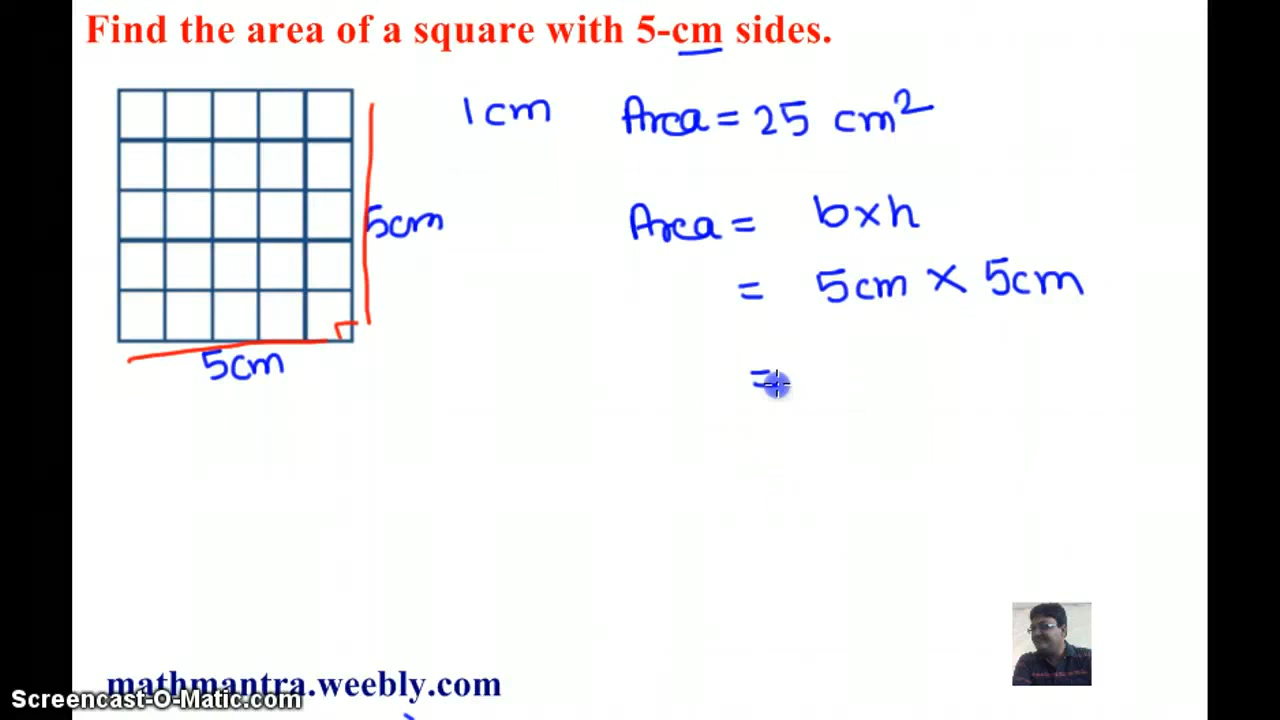 Find the area of a square with 5-cm sides.
1cm
Area = 25 cm²
5cm
Area = b×h
= 5cm × 5cm
5cm
=
mathmantra.weebly.com
Screencast-O-Matic.com